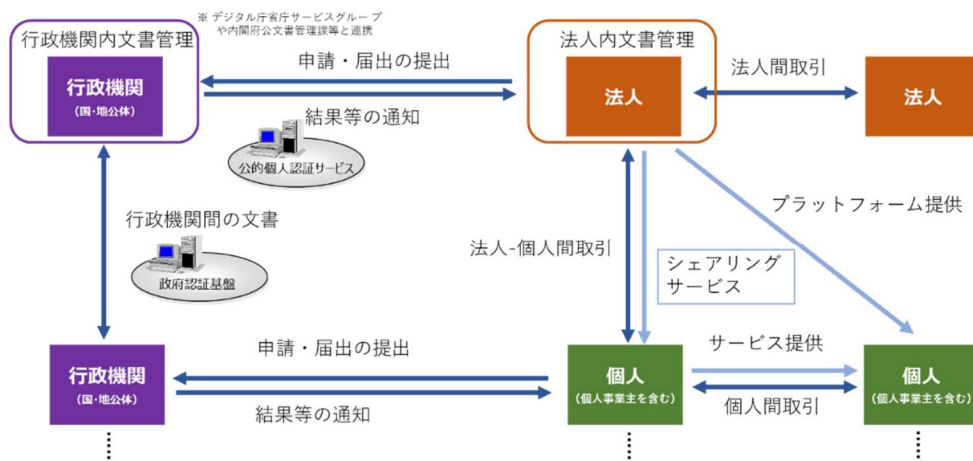 ※ デジタル庁省庁サービスグループ
や内閣府公文書管理課等と連携
行政機関内文書管理
行政機関
(国・地公体)
申請・届出の提出
結果等の通知
公的個人認証サービス
法人内文書管理
法人
法人間取引
法人
行政機関間の文書
政府認証基盤
法人-個人間取引
シェアリング
サービス
プラットフォーム提供
行政機関
(国・地公体)
申請・届出の提出
結果等の通知
個人
(個人事業主を含む)
サービス提供
個人間取引
個人
(個人事業主を含む)